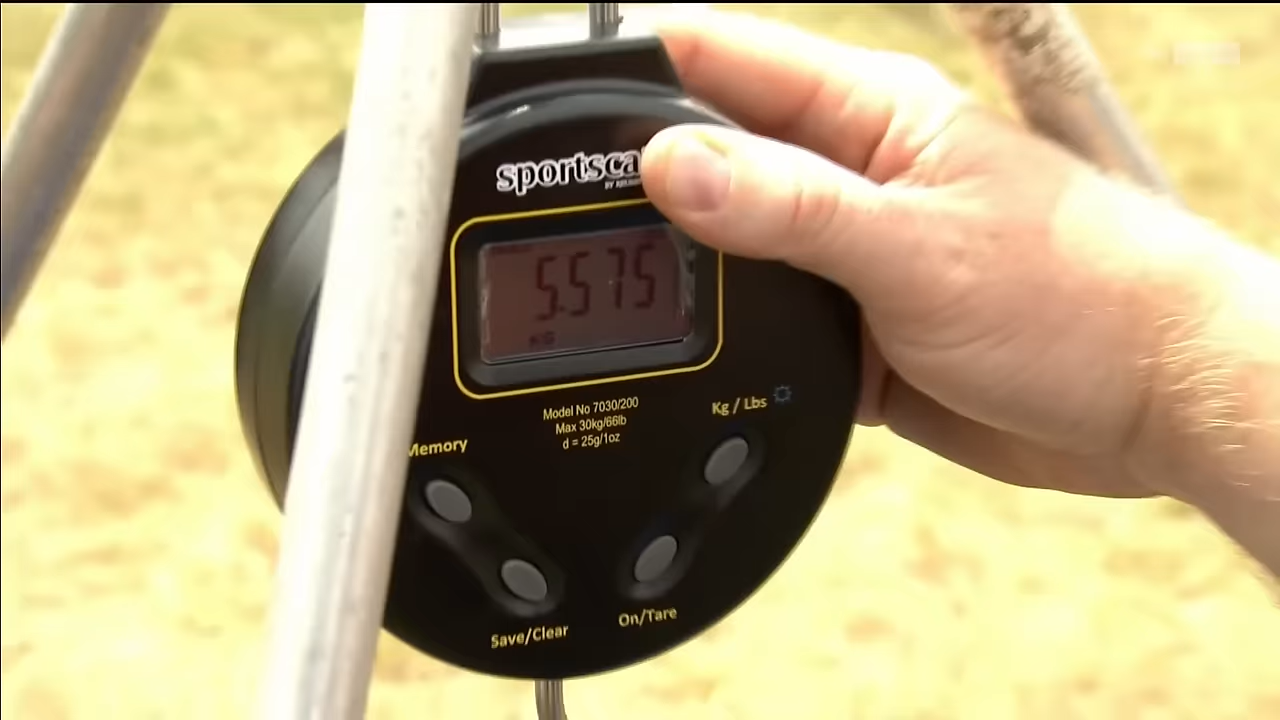 sportsca
5.575
KG
Model No 7030/200
Max 30kg/66lb
d = 25g/1oz
Kg / Lbs
Memory
Save/Clear
On/Tare